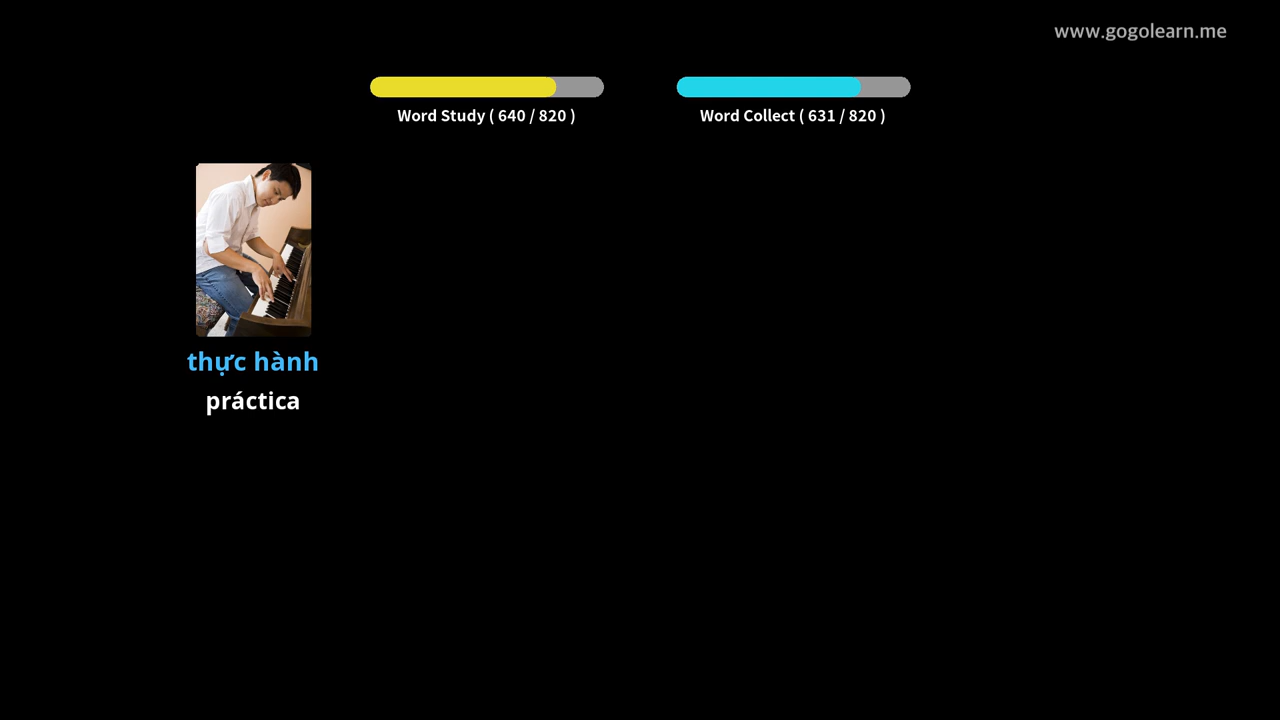 www.gogolearn.me
Word Study ( 640 / 820 )
Word Collect ( 631 / 820 )
thực hành
práctica